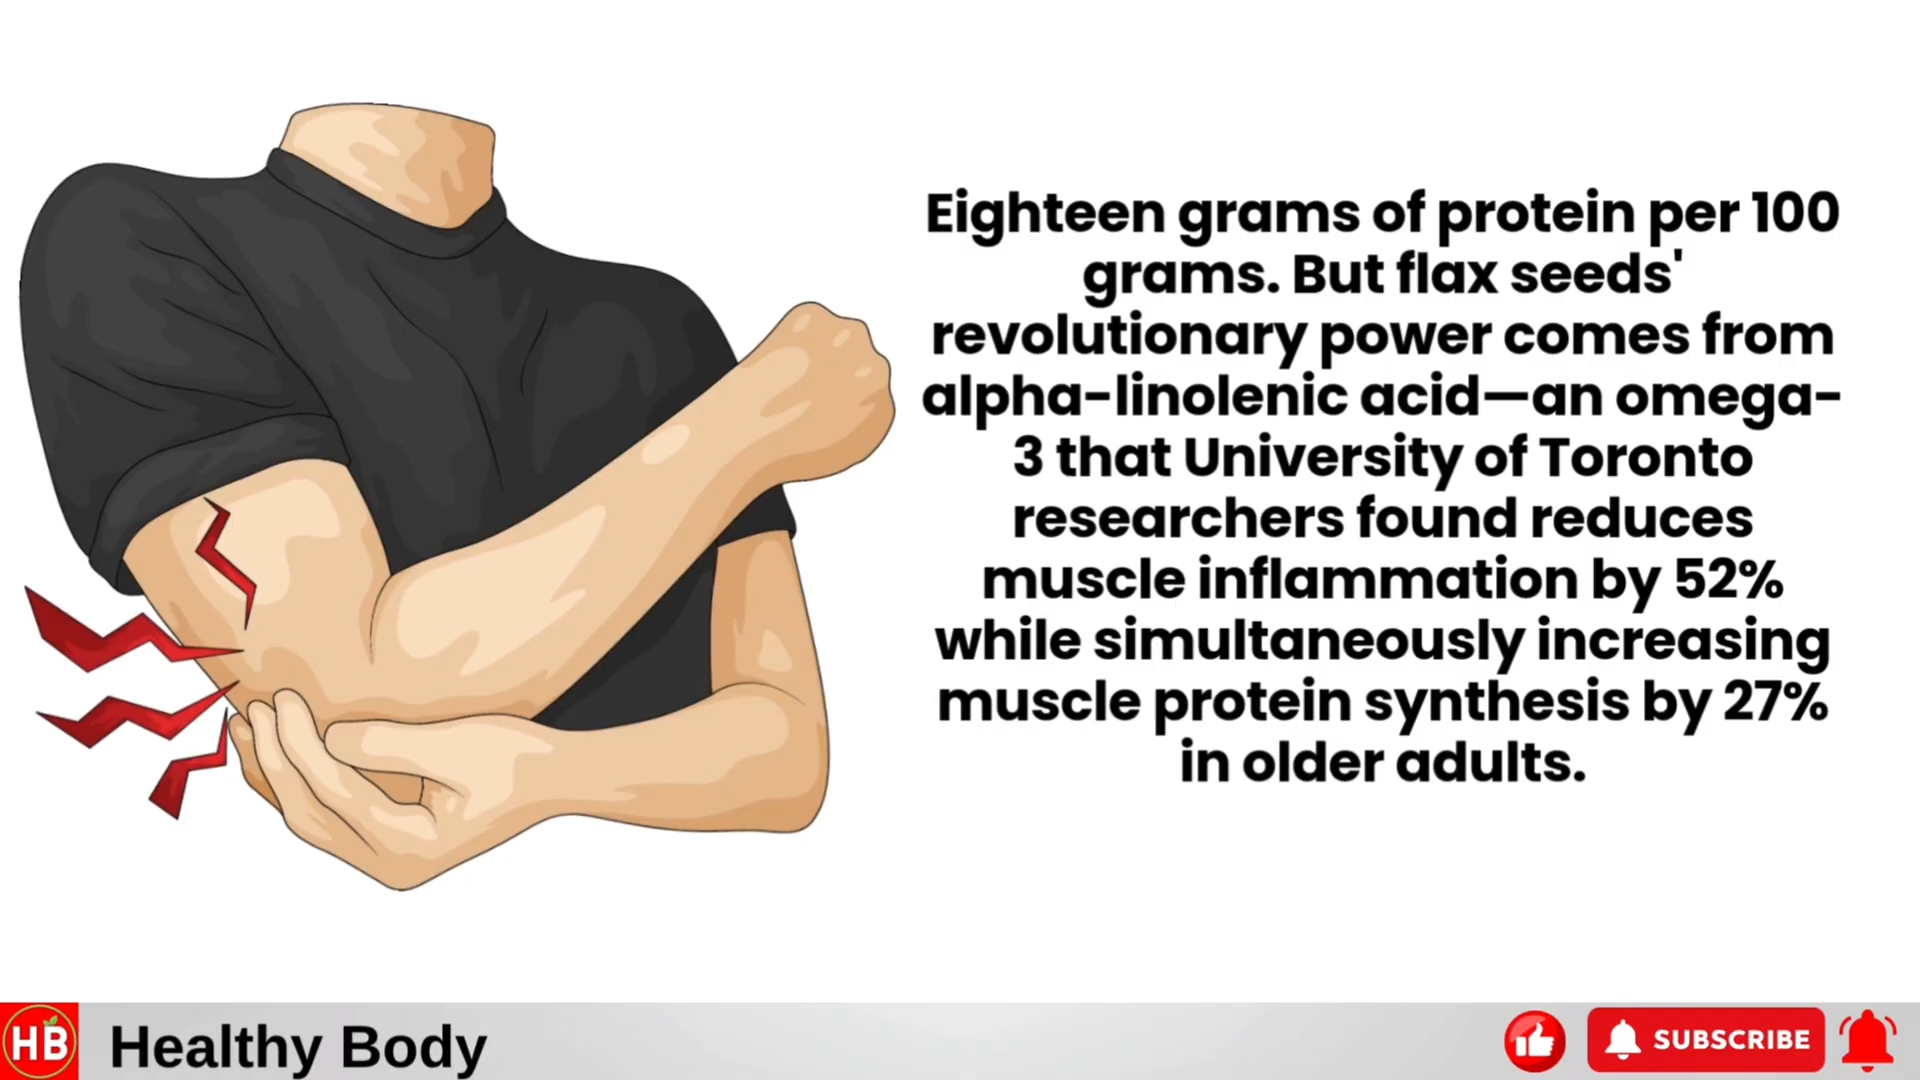 Eighteen grams of protein per 100
grams. But flax seeds'
revolutionary power comes from
alpha-linolenic acid—an omega-
3 that University of Toronto
researchers found reduces
muscle inflammation by 52%
while simultaneously increasing
muscle protein synthesis by 27%
in older adults.
HB
Healthy Body
SUBSCRIBE